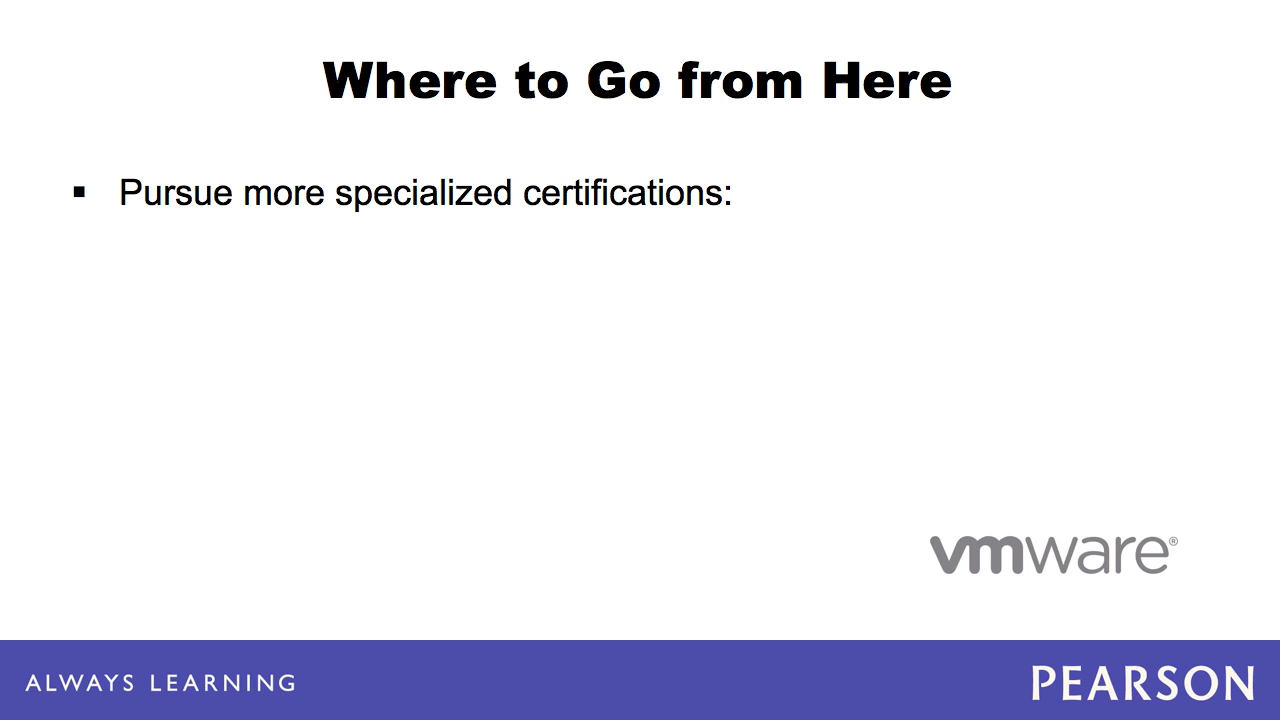 Where to Go from Here
▪ Pursue more specialized certifications:
vmware®
ALWAYS LEARNING
PEARSON